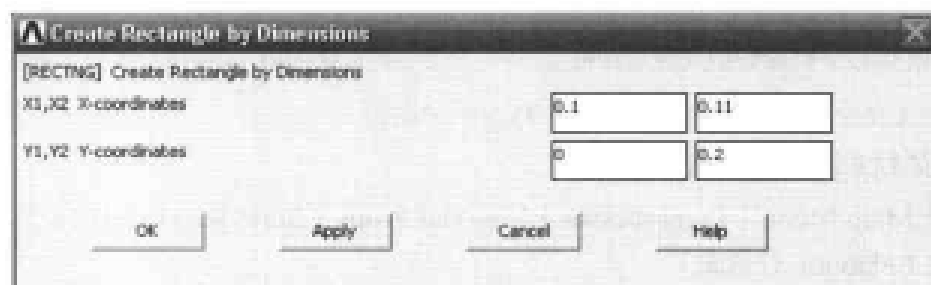 Create Rectangle by Dimensions
[RECTNG] Create Rectangle by Dimensions
X1,X2 X-coordinates 0.1 0.11
Y1,Y2 Y-coordinates 0 0.2
OK Apply Cancel Help